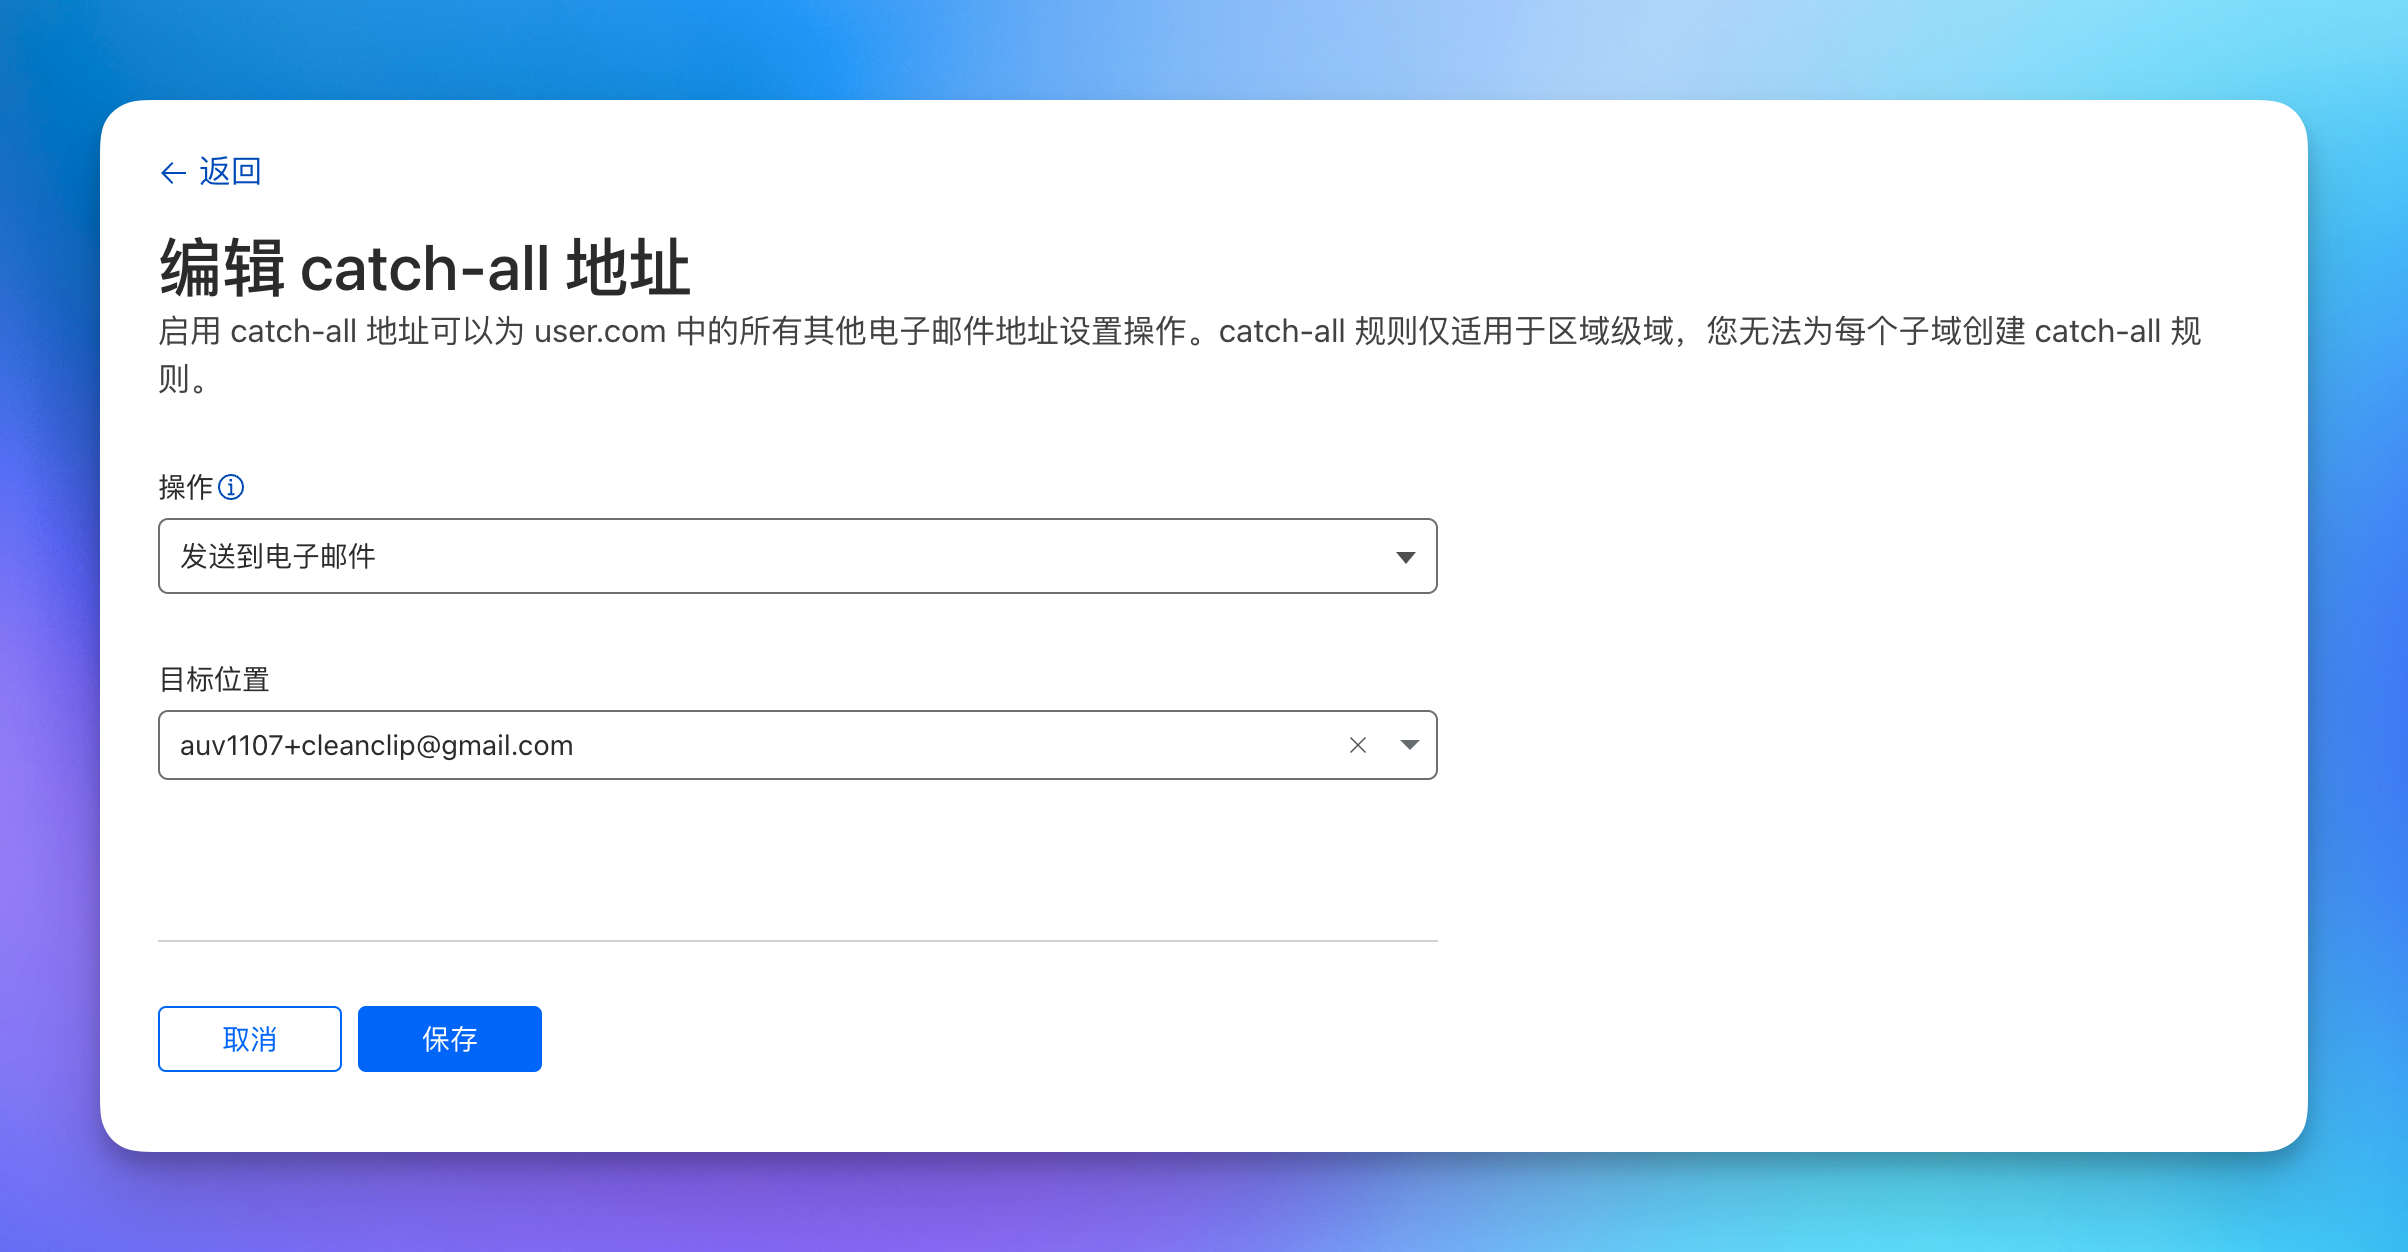 ← 返回
编辑 catch-all 地址
启用 catch-all 地址可以为 user.com 中的所有其他电子邮件地址设置操作。catch-all 规则仅适用于区域级域，您无法为每个子域创建 catch-all 规
则。
操作
发送到电子邮件
目标位置
auv1107+cleanclip@gmail.com
取消 保存